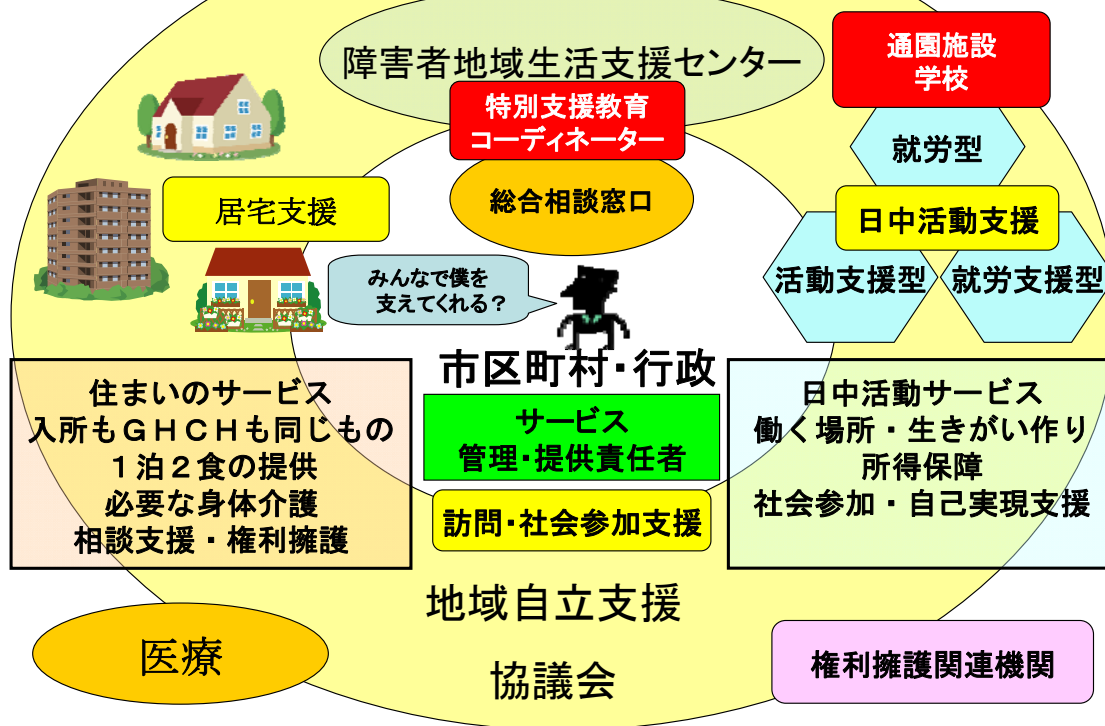 障害者地域生活支援センター
通園施設
学校
特別支援教育
コーディネーター
就労型
総合相談窓口
居宅支援
日中活動支援
活動支援型
就労支援型
みんなで僕を
支えてくれる？
市区町村・行政
住まいのサービス
入所もＧＨＣＨも同じもの
１泊２食の提供
必要な身体介護
相談支援・権利擁護
サービス
管理・提供責任者
日中活動サービス
働く場所・生きがい作り
所得保障
社会参加・自己実現支援
訪問・社会参加支援
地域自立支援
協議会
医療
権利擁護関連機関